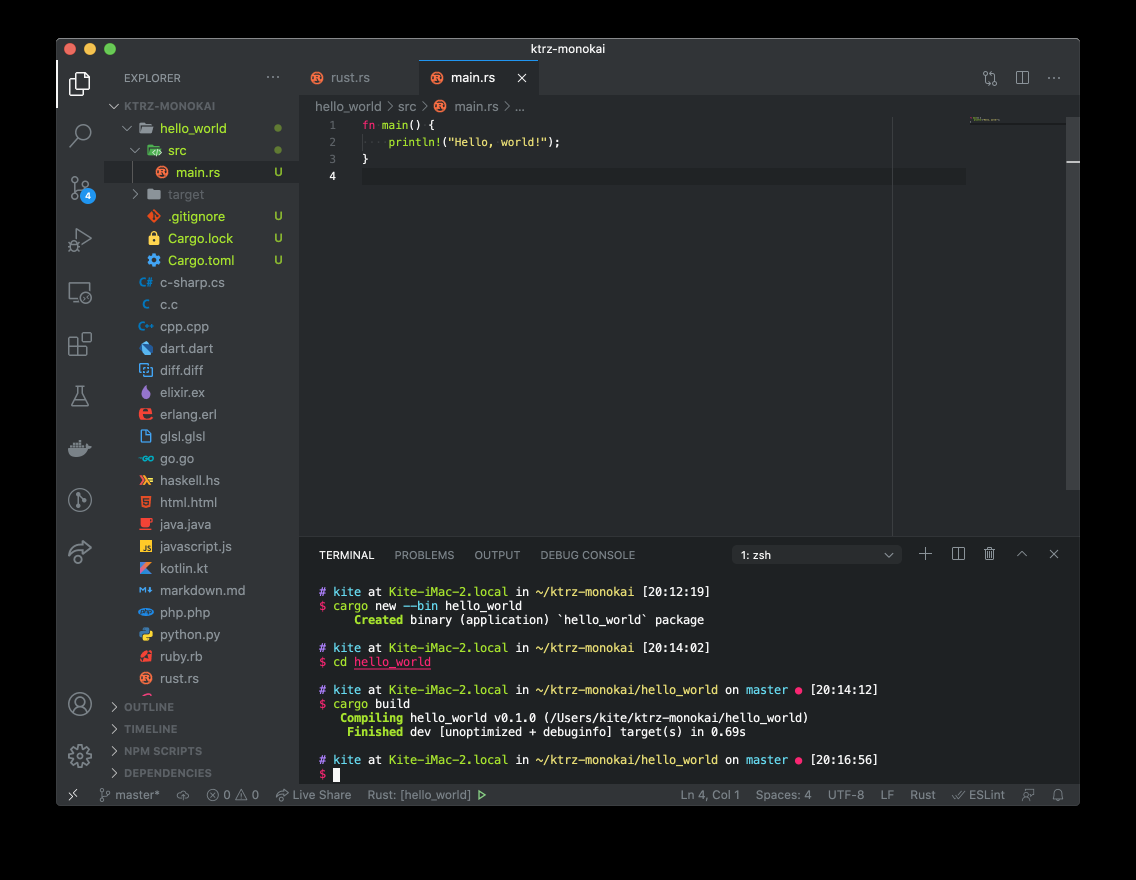 ktrz-monokai
EXPLORER
KTRZ-MONOKAI
hello_world
src
main.rs U
target
.gitignore U
Cargo.lock U
Cargo.toml U
C# c-sharp.cs
C c.c
C++ cpp.cpp
dart.dart
diff.diff
elixir.ex
erlang.erl
glsl.glsl
GO go.go
haskell.hs
html.html
java.java
JS javascript.js
kotlin.kt
M markdown.md
php php.php
python.py
ruby.rb
rust.rs
OUTLINE
TIMELINE
NPM SCRIPTS
DEPENDENCIES
4
rust.rs main.rs
hello_world > src > main.rs > ...
1 fn main() {
2 println!("Hello, world!");
3 }
4
TERMINAL PROBLEMS OUTPUT DEBUG CONSOLE 1: zsh
# kite at Kite-iMac-2.local in ~/ktrz-monokai [20:12:19]
$ cargo new --bin hello_world
Created binary (application) `hello_world` package
# kite at Kite-iMac-2.local in ~/ktrz-monokai [20:14:02]
$ cd hello_world
# kite at Kite-iMac-2.local in ~/ktrz-monokai/hello_world on master ● [20:14:12]
$ cargo build
Compiling hello_world v0.1.0 (/Users/kite/ktrz-monokai/hello_world)
Finished dev [unoptimized + debuginfo] target(s) in 0.69s
# kite at Kite-iMac-2.local in ~/ktrz-monokai/hello_world on master ● [20:16:56]
$
master* 0 0 Live Share Rust: [hello_world] Ln 4, Col 1 Spaces: 4 UTF-8 LF Rust ESLint